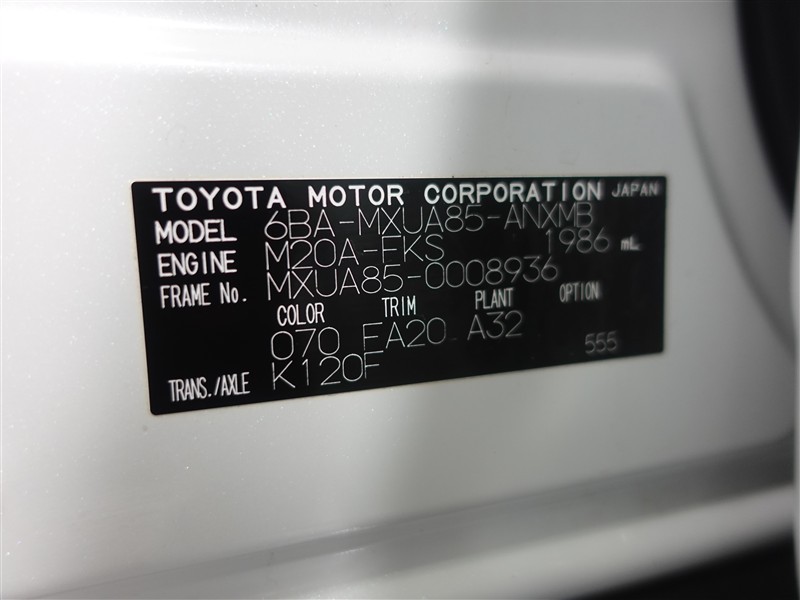 TOYOTA MOTOR CORPORATION JAPAN
MODEL 6BA-MXUA85-ANXMB
ENGINE M20A-FKS 1986 mL
FRAME No. MXUA85-0008936
COLOR TRIM PLANT OPTION
070 FA20 A32
TRANS./AXLE K120F 555